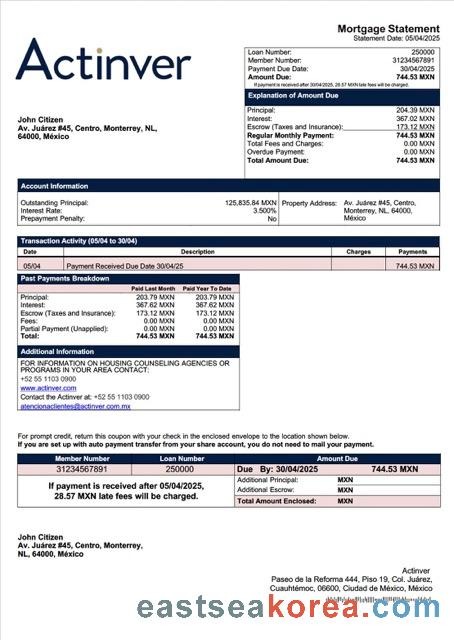 Mortgage Statement
Statement Date: 05/04/2025
Actinver
Loan Number: 250000
Member Number: 31234567891
Payment Due Date: 30/04/2025
Amount Due: 744.53 MXN
If payment is received after 30/04/2025, 28.57 MXN late fees will be charged.
Explanation of Amount Due
Principal: 204.39 MXN
Interest: 367.02 MXN
Escrow (Taxes and Insurance): 173.12 MXN
Regular Monthly Payment: 744.53 MXN
Total Fees and Charges: 0.00 MXN
Overdue Payment: 0.00 MXN
Total Amount Due: 744.53 MXN
John Citizen
Av. Juárez #45, Centro, Monterrey, NL,
64000, México
Account Information
Outstanding Principal: 125,835.84 MXN
Interest Rate: 3.500%
Prepayment Penalty: No
Property Address: Av. Juárez #45, Centro,
Monterrey, NL, 64000,
México
Transaction Activity (05/04 to 30/04)
Date Description Charges Payments
05/04 Payment Received Due Date 30/04/25 744.53 MXN
Past Payments Breakdown
Paid Last Month Paid Year To Date
Principal: 203.79 MXN 203.79 MXN
Interest: 367.62 MXN 367.62 MXN
Escrow (Taxes and Insurance): 173.12 MXN 173.12 MXN
Fees: 0.00 MXN 0.00 MXN
Partial Payment (Unapplied): 0.00 MXN 0.00 MXN
Total: 744.53 MXN 744.53 MXN
Additional Information
FOR INFORMATION ON HOUSING COUNSELING AGENCIES OR
PROGRAMS IN YOUR AREA CONTACT:
+52 55 1103 0900
www.actinver.com
Contact the Actinver at: +52 55 1103 0900
atencionaclientes@actinver.com.mx
For prompt credit, return this coupon with your check in the enclosed envelope to the location shown below.
If you are set up with auto payment transfer from your share account, you do not need to mail your payment.
Member Number Loan Number Amount Due
31234567891 250000 Due By: 30/04/2025 744.53 MXN
If payment is received after 05/04/2025,
28.57 MXN late fees will be charged.
Additional Principal: MXN
Additional Escrow: MXN
Total Amount Enclosed: MXN
John Citizen
Av. Juárez #45, Centro, Monterrey,
NL, 64000, México
Actinver
Paseo de la Reforma 444, Piso 19, Col. Juárez,
Cuauhtémoc, 06600, Ciudad de México, México
eastseakorea.com